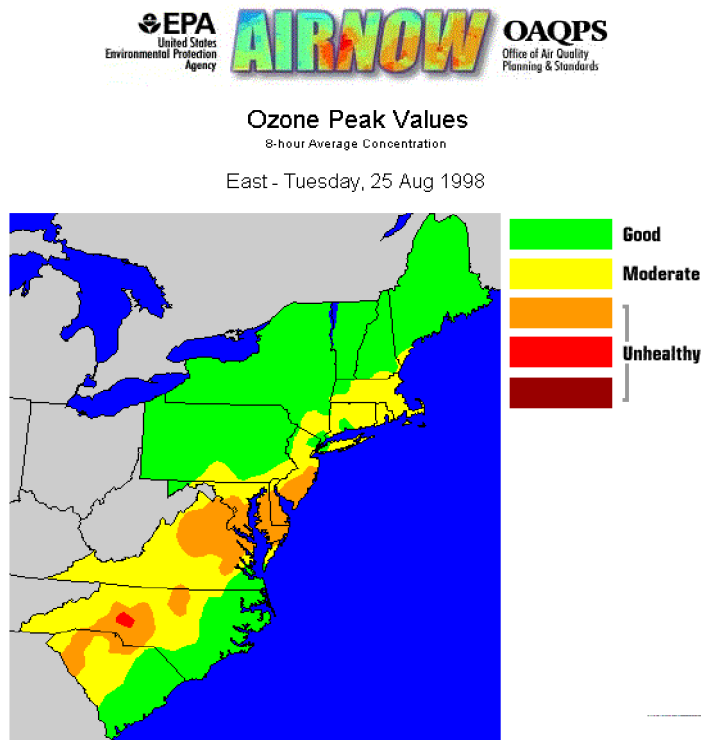 EPA
United States
Environmental Protection
Agency
AIRNOW
OAQPS
Office of Air Quality
Planning & Standards
Ozone Peak Values
8-hour Average Concentration
East - Tuesday, 25 Aug 1998
Good
Moderate
Unhealthy